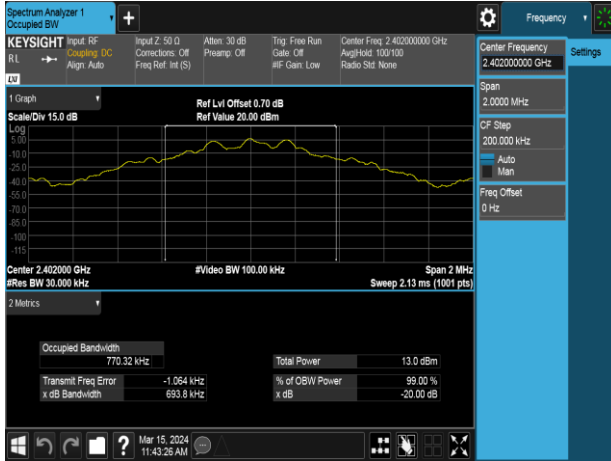 Spectrum Analyzer 1
Occupied BW
+
Frequency
KEYSIGHT
RL
Input: RF
Coupling: DC
Align: Auto
Input Z: 50 Ω
Corrections: Off
Freq Ref: Int (S)
Atten: 30 dB
Preamp: Off
Trig: Free Run
Gate: Off
#IF Gain: Low
Center Freq: 2.402000000 GHz
Avg|Hold: 100/100
Radio Std: None
LXI
Center Frequency
2.402000000 GHz
Settings
Span
2.0000 MHz
CF Step
200.000 kHz
Auto
Man
Freq Offset
0 Hz
1 Graph
Scale/Div 15.0 dB
Ref Lvl Offset 0.70 dB
Ref Value 20.00 dBm
Log
5.00
-10.0
-25.0
-40.0
-55.0
-70.0
-85.0
-100
-115
Center 2.402000 GHz
#Res BW 30.000 kHz
#Video BW 100.00 kHz
Span 2 MHz
Sweep 2.13 ms (1001 pts)
2 Metrics
Occupied Bandwidth
770.32 kHz
Total Power 13.0 dBm
Transmit Freq Error -1.064 kHz
% of OBW Power 99.00 %
x dB Bandwidth 693.8 kHz
x dB -20.00 dB
?
Mar 15, 2024
11:43:26 AM